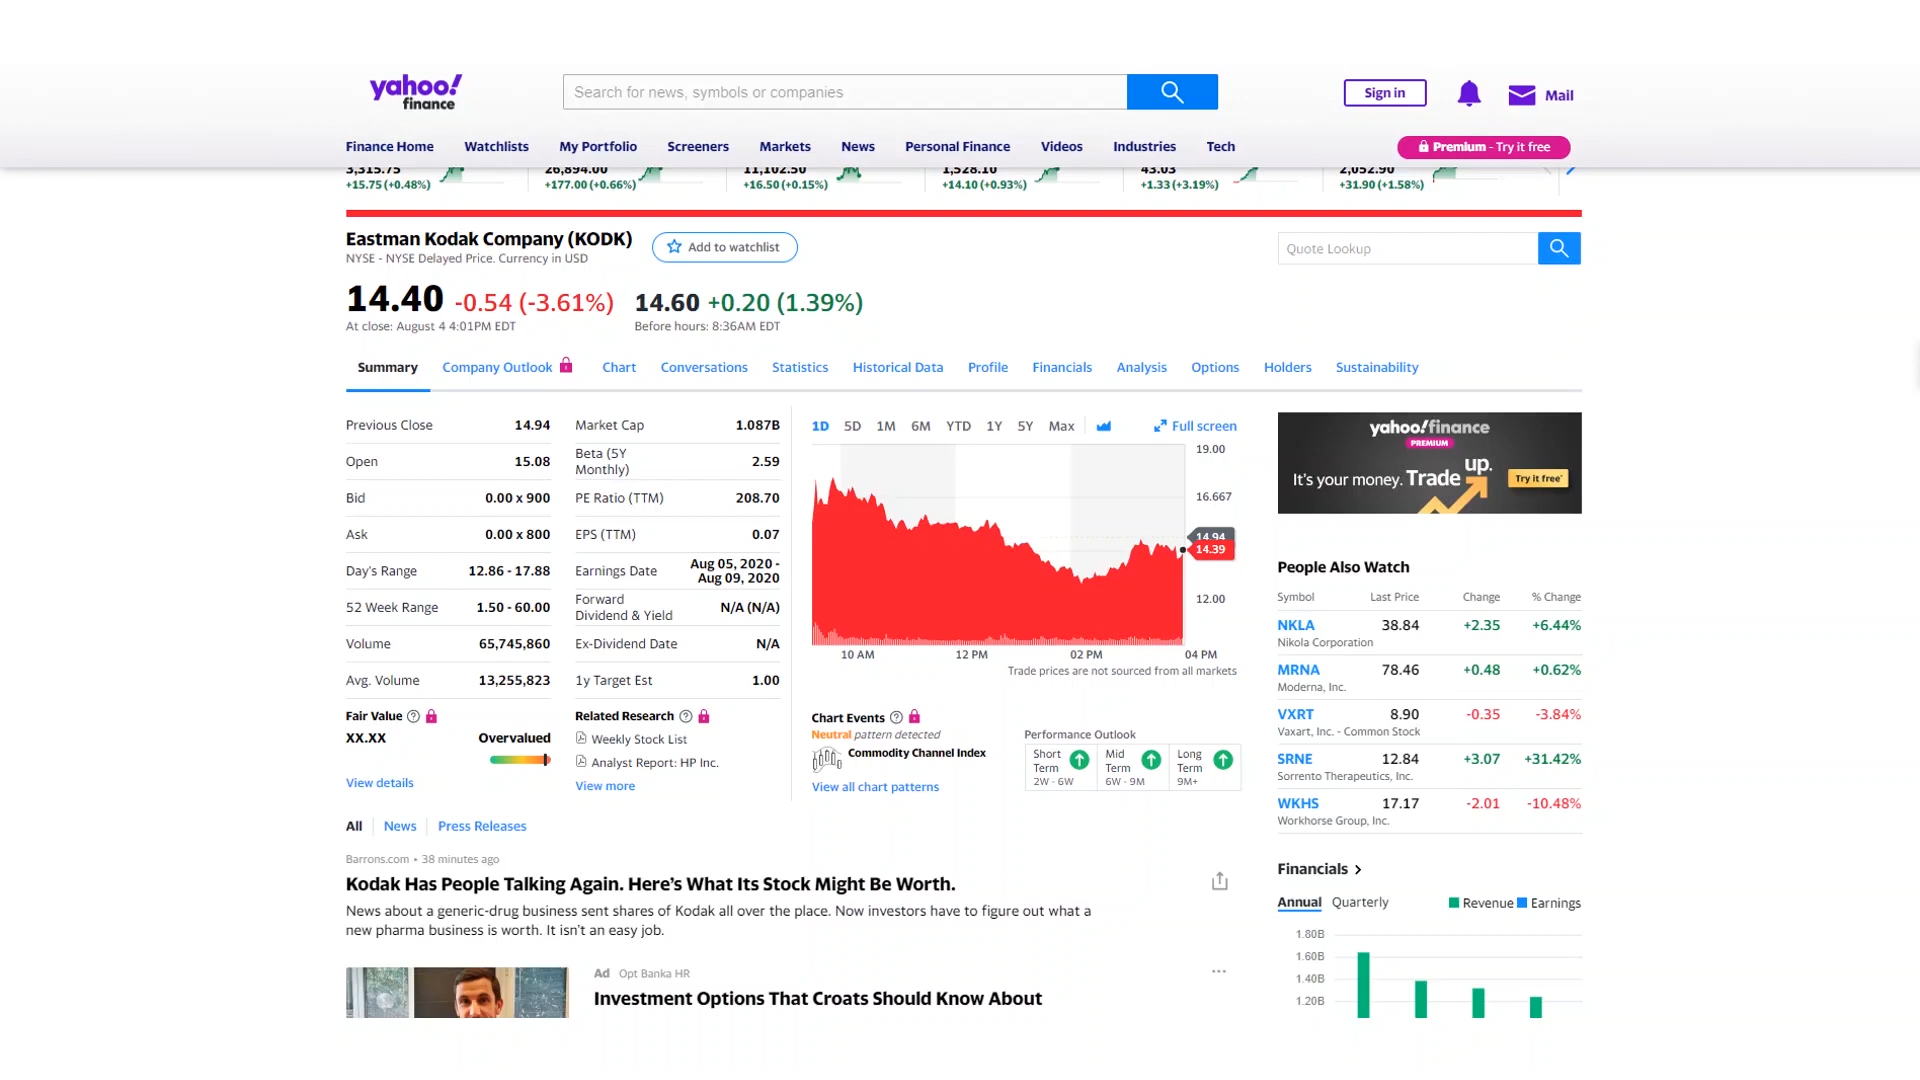 yahoo!
finance
Search for news, symbols or companies
Sign in
Mail
Finance Home Watchlists My Portfolio Screeners Markets News Personal Finance Videos Industries Tech
Premium - Try it free
3,315.75 26,894.00 11,102.50 1,528.10 43.03 2,052.90
+15.75 (+0.48%) +177.00 (+0.66%) +16.50 (+0.15%) +14.10 (+0.93%) +1.33 (+3.19%) +31.90 (+1.58%)
Eastman Kodak Company (KODK)
Add to watchlist
NYSE - NYSE Delayed Price. Currency in USD
Quote Lookup
14.40 -0.54 (-3.61%) 14.60 +0.20 (1.39%)
At close: August 4 4:01PM EDT Before hours: 8:36AM EDT
Summary Company Outlook Chart Conversations Statistics Historical Data Profile Financials Analysis Options Holders Sustainability
Previous Close 14.94
Open 15.08
Bid 0.00 x 900
Ask 0.00 x 800
Day's Range 12.86 - 17.88
52 Week Range 1.50 - 60.00
Volume 65,745,860
Avg. Volume 13,255,823
Market Cap 1.087B
Beta (5Y
Monthly) 2.59
PE Ratio (TTM) 208.70
EPS (TTM) 0.07
Earnings Date Aug 05, 2020 -
Aug 09, 2020
Forward
Dividend & Yield N/A (N/A)
Ex-Dividend Date N/A
1y Target Est 1.00
Fair Value ?
XX.XX Overvalued
View details
Related Research ?
Weekly Stock List
Analyst Report: HP Inc.
View more
1D 5D 1M 6M YTD 1Y 5Y Max Full screen
19.00
16.667
14.94
14.39
12.00
10 AM 12 PM 02 PM 04 PM
Trade prices are not sourced from all markets
Chart Events ?
Neutral pattern detected
Commodity Channel Index
View all chart patterns
Performance Outlook
Short
Term
2W - 6W
Mid
Term
6W - 9M
Long
Term
9M+
yahoo!finance
PREMIUM
It's your money. Trade up.
Try it free*
People Also Watch
Symbol Last Price Change % Change
NKLA 38.84 +2.35 +6.44%
Nikola Corporation
MRNA 78.46 +0.48 +0.62%
Moderna, Inc.
VXRT 8.90 -0.35 -3.84%
Vaxart, Inc. - Common Stock
SRNE 12.84 +3.07 +31.42%
Sorrento Therapeutics, Inc.
WKHS 17.17 -2.01 -10.48%
Workhorse Group, Inc.
Financials
Annual Quarterly Revenue Earnings
1.80B
1.60B
1.40B
1.20B
All News Press Releases
Barrons.com • 38 minutes ago
Kodak Has People Talking Again. Here's What Its Stock Might Be Worth.
News about a generic-drug business sent shares of Kodak all over the place. Now investors have to figure out what a
new pharma business is worth. It isn't an easy job.
Ad Opt Banka HR
Investment Options That Croats Should Know About